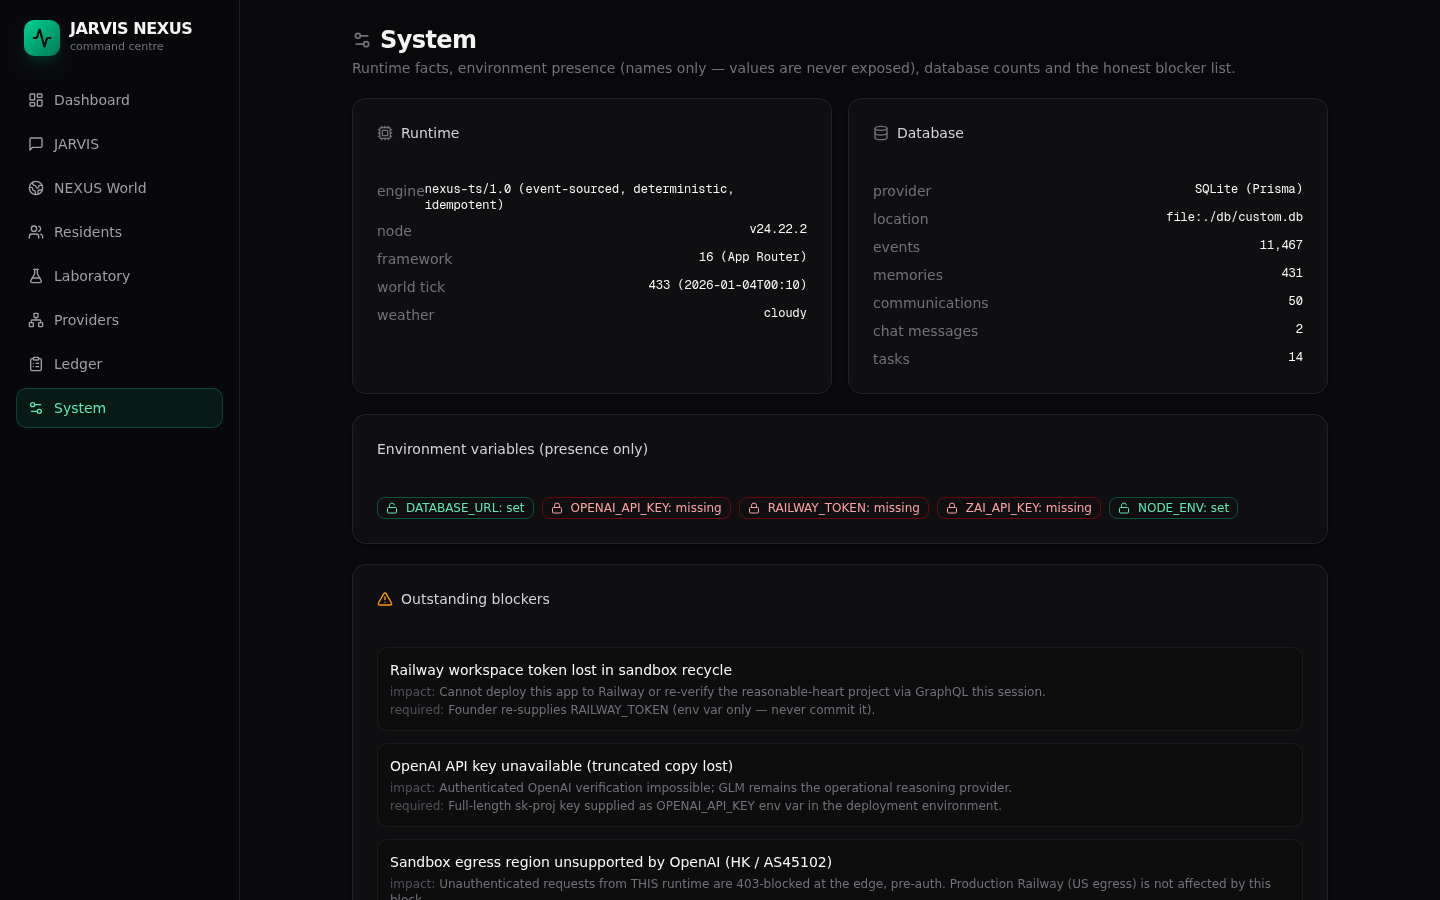 JARVIS NEXUS
command centre
Dashboard
JARVIS
NEXUS World
Residents
Laboratory
Providers
Ledger
System
System
Runtime facts, environment presence (names only — values are never exposed), database counts and the honest blocker list.
Runtime
engine nexus-ts/1.0 (event-sourced, deterministic,
idempotent)
node v24.22.2
framework 16 (App Router)
world tick 433 (2026-01-04T00:10)
weather cloudy
Database
provider SQLite (Prisma)
location file:./db/custom.db
events 11,467
memories 431
communications 50
chat messages 2
tasks 14
Environment variables (presence only)
DATABASE_URL: set OPENAI_API_KEY: missing RAILWAY_TOKEN: missing ZAI_API_KEY: missing NODE_ENV: set
Outstanding blockers
Railway workspace token lost in sandbox recycle
impact: Cannot deploy this app to Railway or re-verify the reasonable-heart project via GraphQL this session.
required: Founder re-supplies RAILWAY_TOKEN (env var only — never commit it).
OpenAI API key unavailable (truncated copy lost)
impact: Authenticated OpenAI verification impossible; GLM remains the operational reasoning provider.
required: Full-length sk-proj key supplied as OPENAI_API_KEY env var in the deployment environment.
Sandbox egress region unsupported by OpenAI (HK / AS45102)
impact: Unauthenticated requests from THIS runtime are 403-blocked at the edge, pre-auth. Production Railway (US egress) is not affected by this
block.